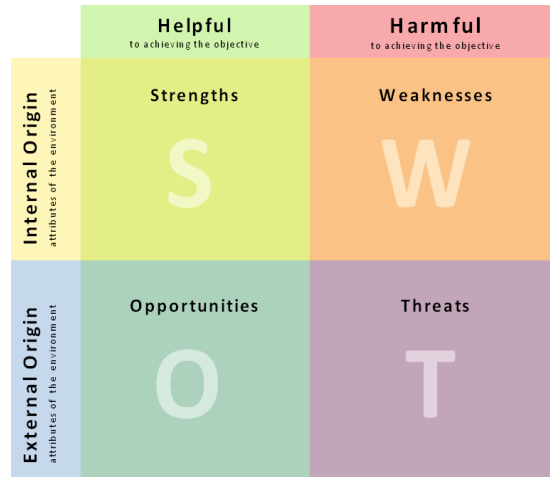 Helpful
to achieving the objective
Harmful
to achieving the objective
Internal Origin
attributes of the environment
Strengths
S
Weaknesses
W
External Origin
attributes of the environment
Opportunities
O
Threats
T